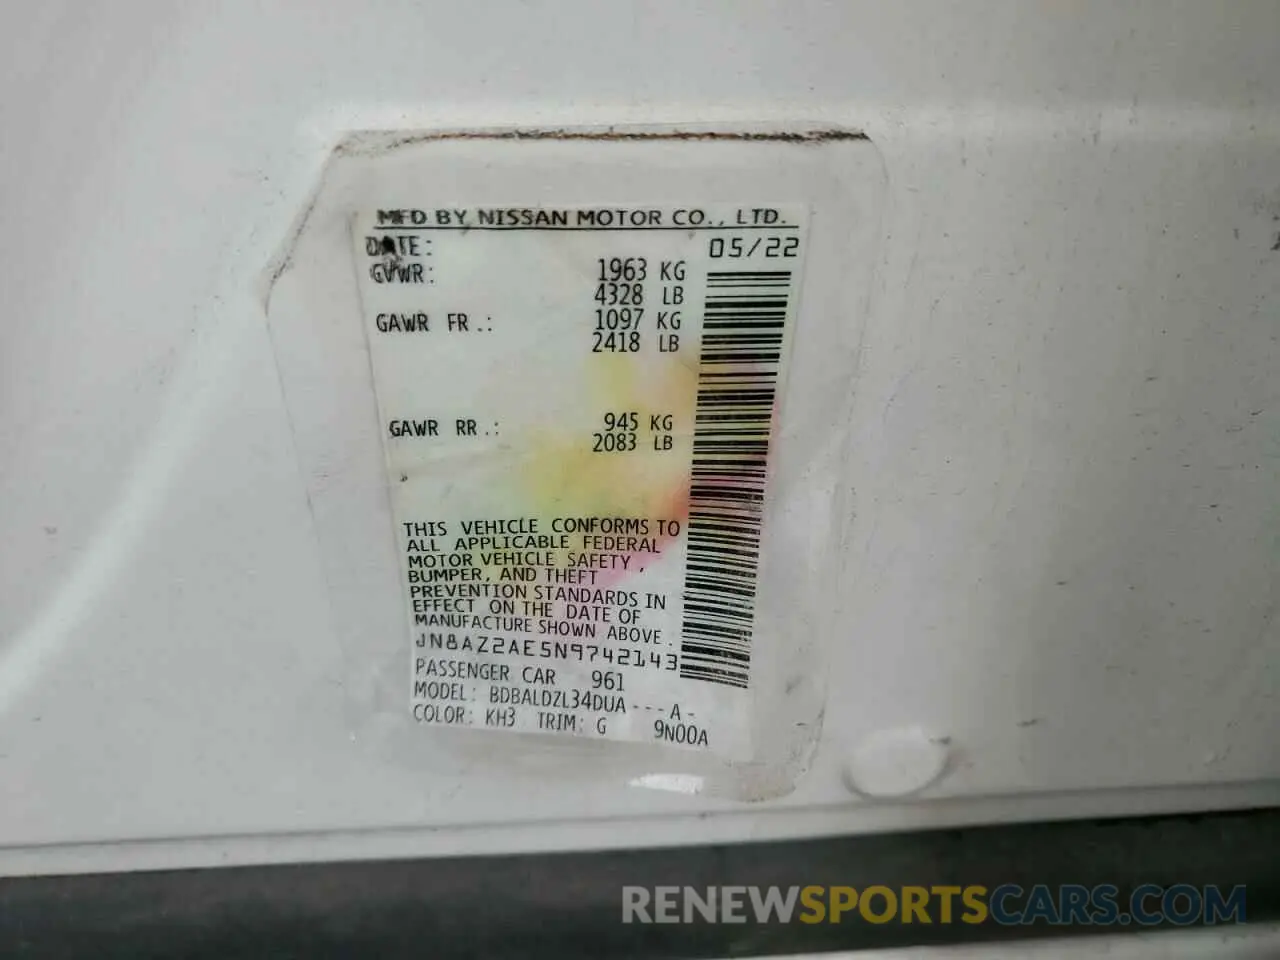 MFD BY NISSAN MOTOR CO., LTD.
DATE: 05/22
GVWR: 1963 KG
4328 LB
GAWR FR.: 1097 KG
2418 LB
GAWR RR.: 945 KG
2083 LB
THIS VEHICLE CONFORMS TO
ALL APPLICABLE FEDERAL
MOTOR VEHICLE SAFETY,
BUMPER, AND THEFT
PREVENTION STANDARDS IN
EFFECT ON THE DATE OF
MANUFACTURE SHOWN ABOVE.
JN8AZ2AE5N9742143
PASSENGER CAR 961
MODEL: BDBALDZL34DUA---A-
COLOR: KH3 TRIM: G 9N00A
RENEWSPORTSCARS.COM